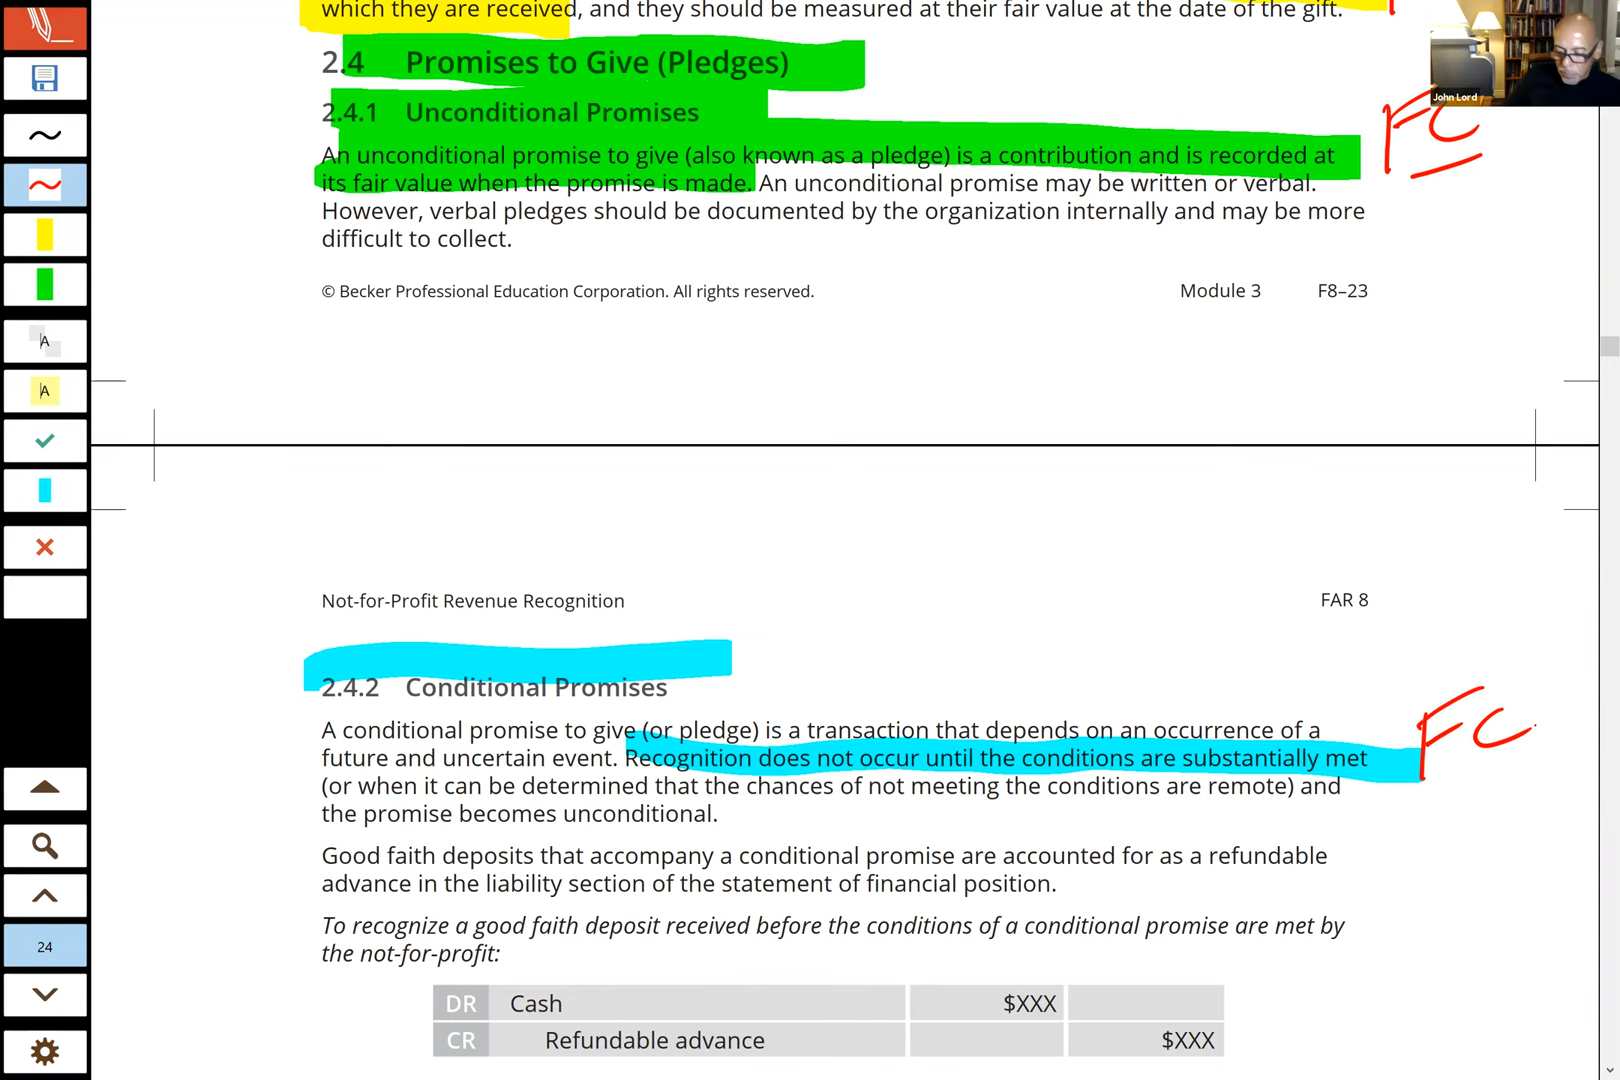 which they are received, and they should be measured at their fair value at the date of the gift.
John Lord
2.4 Promises to Give (Pledges)
2.4.1 Unconditional Promises
FC
An unconditional promise to give (also known as a pledge) is a contribution and is recorded at
its fair value when the promise is made. An unconditional promise may be written or verbal.
However, verbal pledges should be documented by the organization internally and may be more
difficult to collect.
© Becker Professional Education Corporation. All rights reserved. Module 3 F8–23
A
A
Not-for-Profit Revenue Recognition FAR 8
2.4.2 Conditional Promises
FC
A conditional promise to give (or pledge) is a transaction that depends on an occurrence of a
future and uncertain event. Recognition does not occur until the conditions are substantially met
(or when it can be determined that the chances of not meeting the conditions are remote) and
the promise becomes unconditional.
Good faith deposits that accompany a conditional promise are accounted for as a refundable
advance in the liability section of the statement of financial position.
To recognize a good faith deposit received before the conditions of a conditional promise are met by
the not-for-profit:
24
DR Cash $XXX
CR Refundable advance $XXX